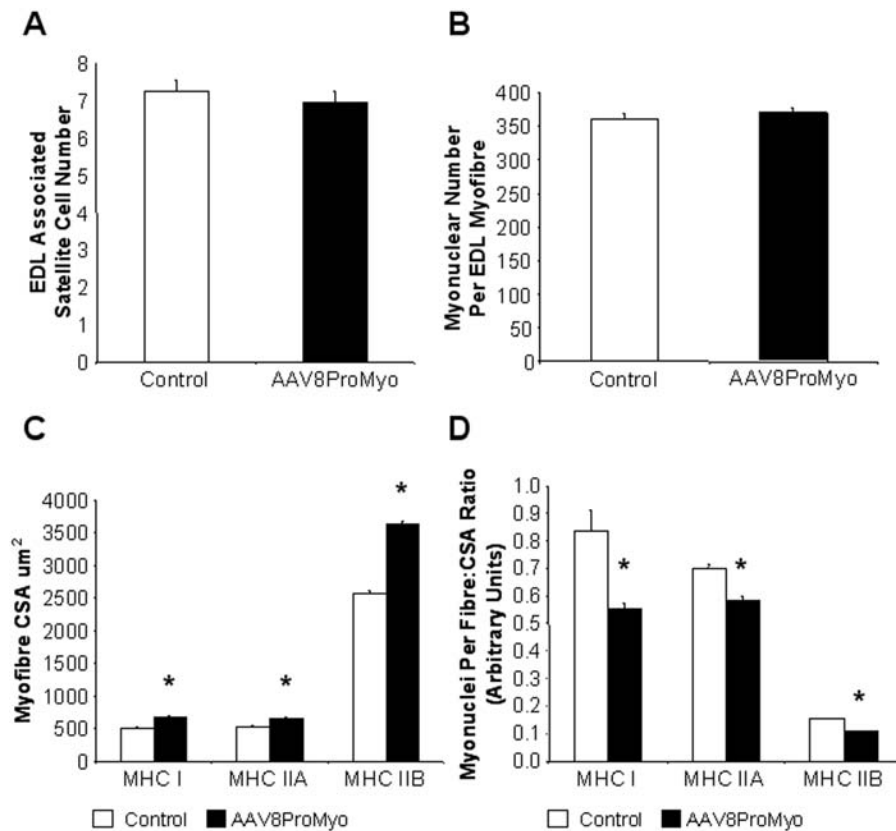 A
EDL Associated
Satellite Cell Number
8
7
6
5
4
3
2
1
0
Control
AAV8ProMyo
B
Myonuclear Number
Per EDL Myofibre
400
350
300
250
200
150
100
50
0
Control
AAV8ProMyo
C
Myofibre CSA um²
4000
3500
3000
2500
2000
1500
1000
500
0
*
*
*
MHC I
MHC IIA
MHC IIB
Control
AAV8ProMyo
D
Myonuclei Per Fibre:CSA Ratio
(Arbitrary Units)
1.0
0.9
0.8
0.7
0.6
0.5
0.4
0.3
0.2
0.1
0.0
*
*
*
MHC I
MHC IIA
MHC IIB
Control
AAV8ProMyo